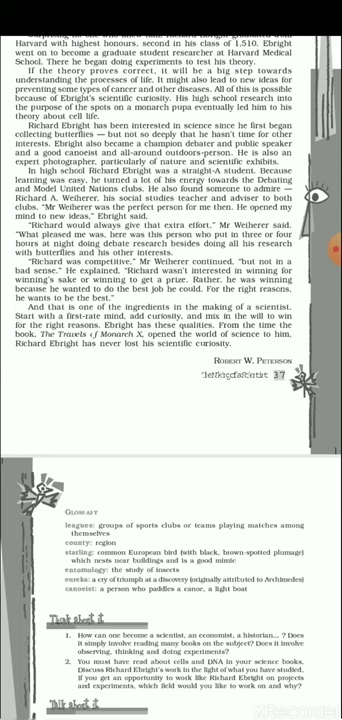 Surprising no one who knew him, Richard Ebright graduated from
Harvard with highest honours, second in his class of 1,510. Ebright
went on to become a graduate student researcher at Harvard Medical
School. There he began doing experiments to test his theory.
If the theory proves correct, it will be a big step towards
understanding the processes of life. It might also lead to new ideas for
preventing some types of cancer and other diseases. All of this is possible
because of Ebright's scientific curiosity. His high school research into
the purpose of the spots on a monarch pupa eventually led him to his
theory about cell life.
Richard Ebright has been interested in science since he first began
collecting butterflies — but not so deeply that he hasn't time for other
interests. Ebright also became a champion debater and public speaker
and a good canoeist and all-around outdoors-person. He is also an
expert photographer, particularly of nature and scientific exhibits.
In high school Richard Ebright was a straight-A student. Because
learning was easy, he turned a lot of his energy towards the Debating
and Model United Nations clubs. He also found someone to admire —
Richard A. Weiherer, his social studies teacher and adviser to both
clubs. "Mr Weiherer was the perfect person for me then. He opened my
mind to new ideas," Ebright said.
"Richard would always give that extra effort," Mr Weiherer said.
"What pleased me was, here was this person who put in three or four
hours at night doing debate research besides doing all his research
with butterflies and his other interests.
"Richard was competitive," Mr Weiherer continued, "but not in a
bad sense." He explained, "Richard wasn't interested in winning for
winning's sake or winning to get a prize. Rather, he was winning
because he wanted to do the best job he could. For the right reasons,
he wants to be the best."
And that is one of the ingredients in the making of a scientist.
Start with a first-rate mind, add curiosity, and mix in the will to win
for the right reasons. Ebright has these qualities. From the time the
book, The Travels of Monarch X, opened the world of science to him,
Richard Ebright has never lost his scientific curiosity.
ROBERT W. PETERSON
37
GLOSSARY
leagues: groups of sports clubs or teams playing matches among
themselves
county: region
starling: common European bird (with black, brown-spotted plumage)
which nests near buildings and is a good mimic
entomology: the study of insects
eureka: a cry of triumph at a discovery (originally attributed to Archimedes)
canoeist: a person who paddles a canoe, a light boat
Think about it
1. How can one become a scientist, an economist, a historian... ? Does
it simply involve reading many books on the subject? Does it involve
observing, thinking and doing experiments?
2. You must have read about cells and DNA in your science books.
Discuss Richard Ebright's work in the light of what you have studied.
If you get an opportunity to work like Richard Ebright on projects
and experiments, which field would you like to work on and why?
Talk about it